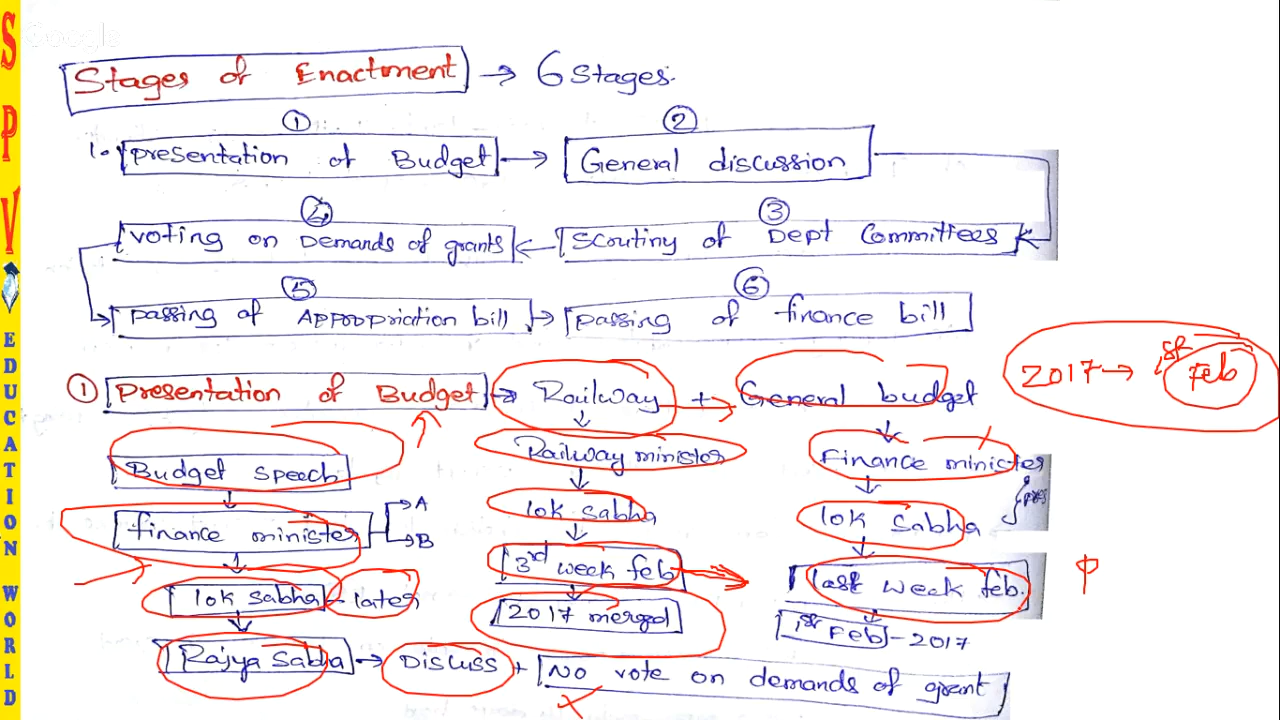 SPV EDUCATION WORLD
Google
Stages of Enactment → 6 Stages.
① ②
1. Presentation of Budget → General discussion
④ ③
Voting on Demands of grants ← Scrutiny of Dept Committees
⑤ ⑥
Passing of Appropriation bill → Passing of finance bill
① Presentation of Budget → Railway + General budget
2017 → 1st Feb
Budget speech
Railway minister
Finance minister
finance minister
A
B
lok sabha
lok sabha
3rd week feb
last week feb.
P
lok sabha - later
2017 merged
1st Feb - 2017
Rajya Sabha → Discuss + No vote on demands of grant